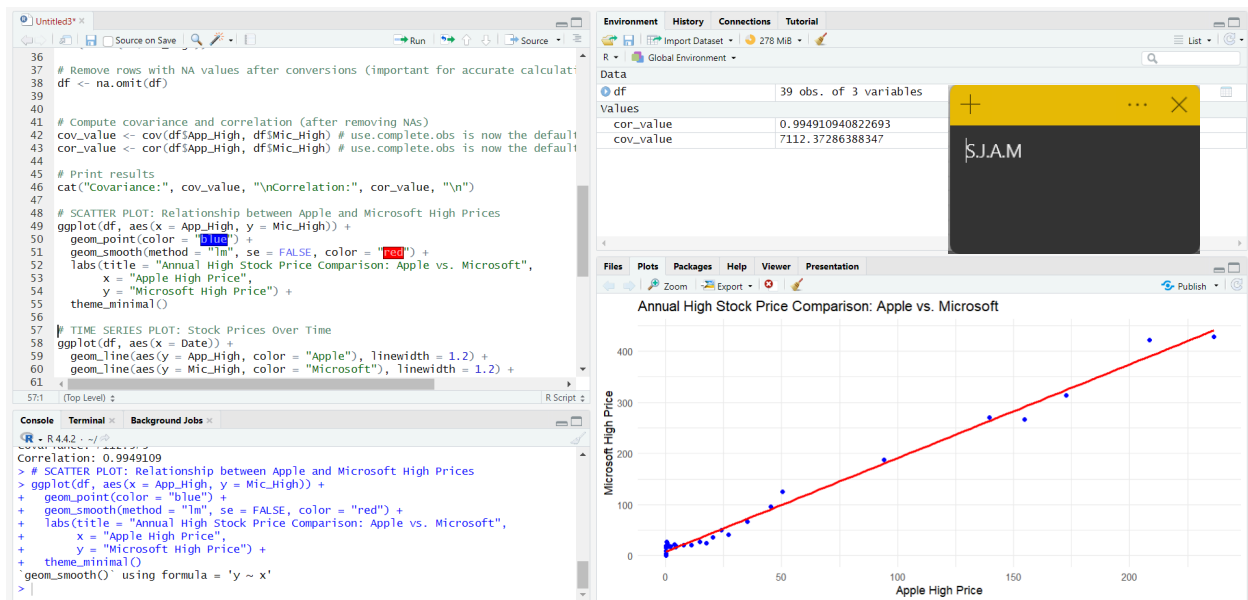 Untitled3*
Source on Save
Run
Source
36
37 # Remove rows with NA values after conversions (important for accurate calculati
38 df <- na.omit(df)
39
40
41 # Compute covariance and correlation (after removing NAs)
42 cov_value <- cov(df$App_High, df$Mic_High) # use.complete.obs is now the default
43 cor_value <- cor(df$App_High, df$Mic_High) # use.complete.obs is now the default
44
45 # Print results
46 cat("Covariance:", cov_value, "\nCorrelation:", cor_value, "\n")
47
48 # SCATTER PLOT: Relationship between Apple and Microsoft High Prices
49 ggplot(df, aes(x = App_High, y = Mic_High)) +
50 geom_point(color = "blue") +
51 geom_smooth(method = "lm", se = FALSE, color = "red") +
52 labs(title = "Annual High Stock Price Comparison: Apple vs. Microsoft",
53 x = "Apple High Price",
54 y = "Microsoft High Price") +
55 theme_minimal()
56
57 # TIME SERIES PLOT: Stock Prices Over Time
58 ggplot(df, aes(x = Date)) +
59 geom_line(aes(y = App_High, color = "Apple"), linewidth = 1.2) +
60 geom_line(aes(y = Mic_High, color = "Microsoft"), linewidth = 1.2) +
61
57:1 (Top Level) R Script
Console Terminal Background Jobs
R 4.4.2 · ~/
Correlation: 0.9949109
> # SCATTER PLOT: Relationship between Apple and Microsoft High Prices
> ggplot(df, aes(x = App_High, y = Mic_High)) +
+ geom_point(color = "blue") +
+ geom_smooth(method = "lm", se = FALSE, color = "red") +
+ labs(title = "Annual High Stock Price Comparison: Apple vs. Microsoft",
+ x = "Apple High Price",
+ y = "Microsoft High Price") +
+ theme_minimal()
`geom_smooth()` using formula = 'y ~ x'
>
Environment History Connections Tutorial
Import Dataset 278 MiB List
R Global Environment
Data
df 39 obs. of 3 variables
Values
cor_value 0.994910940822693
cov_value 7112.37286388347
S.J.A.M
Files Plots Packages Help Viewer Presentation
Zoom Export Publish
Annual High Stock Price Comparison: Apple vs. Microsoft
Microsoft High Price
400
300
200
100
0
0 50 100 150 200
Apple High Price